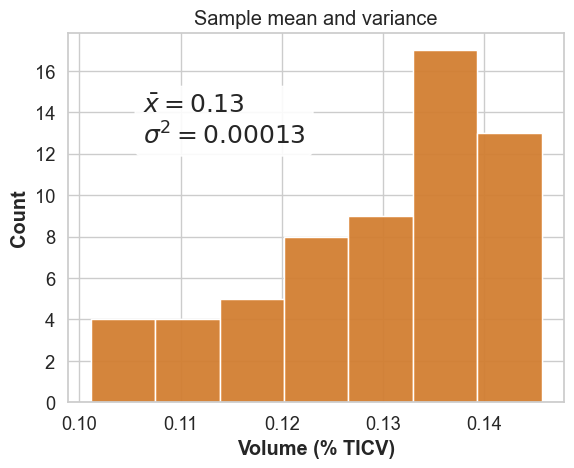 Sample mean and variance
16
14
12
10
8
6
4
2
0
x̄ = 0.13
σ² = 0.00013
Count
0.10 0.11 0.12 0.13 0.14
Volume (% TICV)